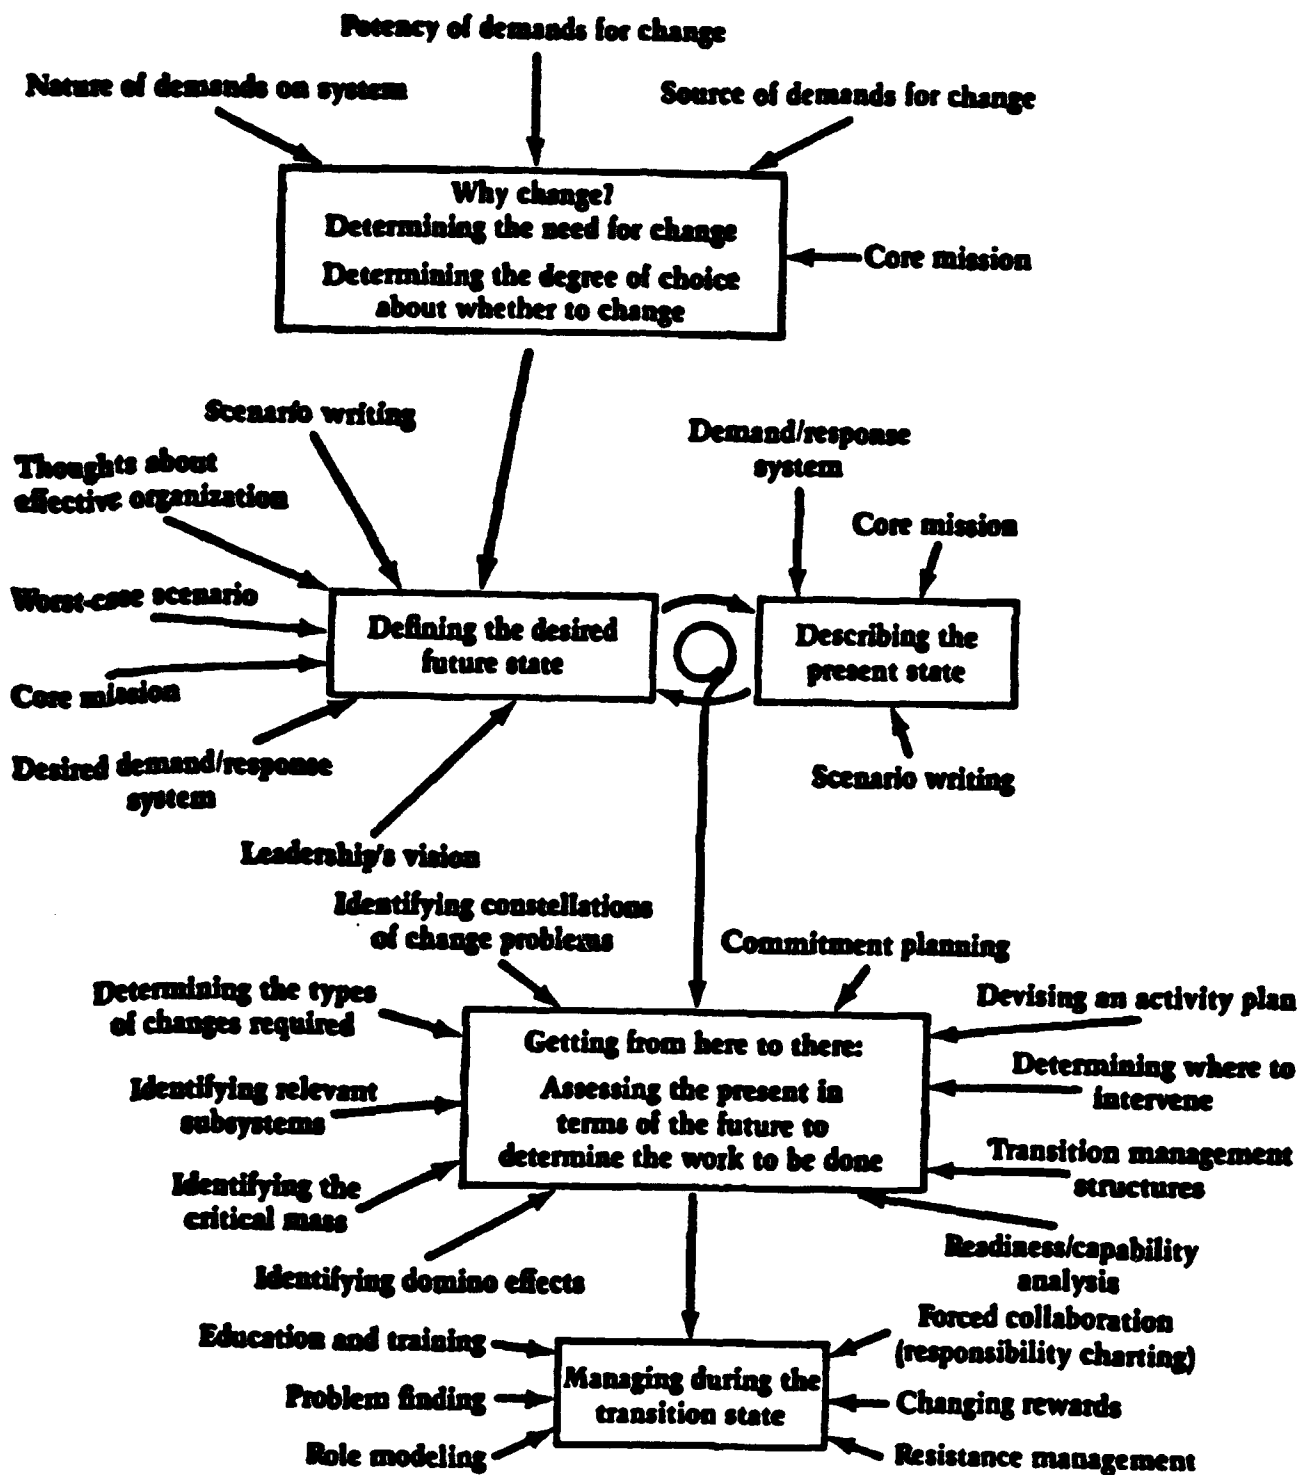 Potency of demands for change
Nature of demands on system
Source of demands for change
Why change?
Determining the need for change
Determining the degree of choice
about whether to change
Core mission
Scenario writing
Thoughts about
effective organization
Worst-case scenario
Core mission
Desired demand/response
system
Leadership's vision
Defining the desired
future state
Demand/response
system
Core mission
Describing the
present state
Scenario writing
Identifying constellations
of change problems
Commitment planning
Determining the types
of changes required
Devising an activity plan
Identifying relevant
subsystems
Determining where to
intervene
Getting from here to there:
Assessing the present in
terms of the future to
determine the work to be done
Identifying the
critical mass
Transition management
structures
Identifying domino effects
Readiness/capability
analysis
Education and training
Forced collaboration
(responsibility charting)
Problem finding
Managing during the
transition state
Changing rewards
Role modeling
Resistance management